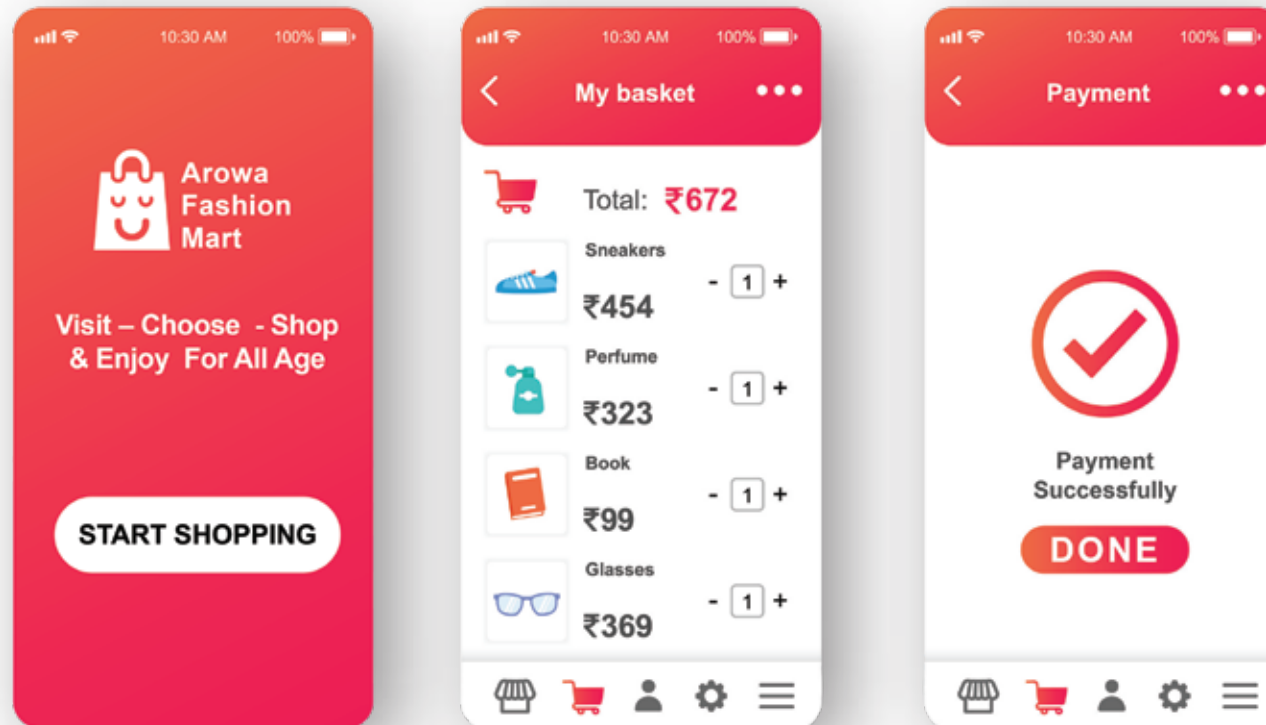 10:30 AM 100%
Arowa
Fashion
Mart
Visit – Choose - Shop
& Enjoy For All Age
START SHOPPING
10:30 AM 100%
My basket
Total: ₹672
Sneakers
₹454
- 1 +
Perfume
₹323
- 1 +
Book
₹99
- 1 +
Glasses
₹369
- 1 +
10:30 AM 100%
Payment
Payment
Successfully
DONE